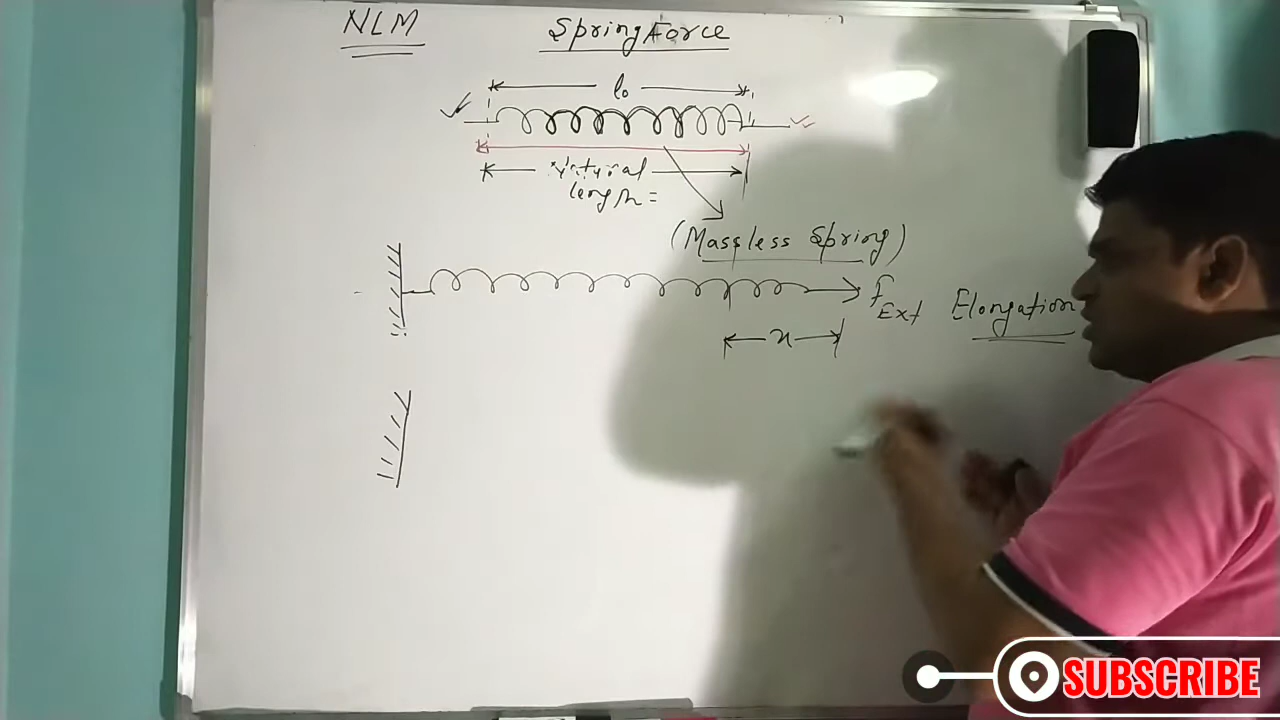 NLM
Spring Force
l₀
Natural
length =
(Massless Spring)
F Ext
Elongation
x
SUBSCRIBE